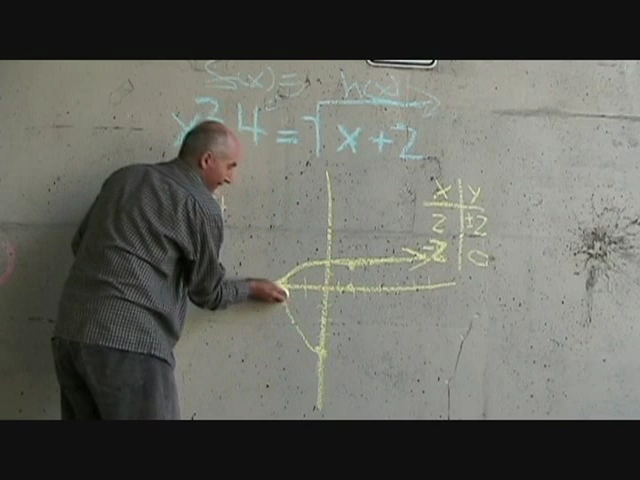 f(x) = h(x)
x² 4 = √x+2
x y
2 ±2
-2 0